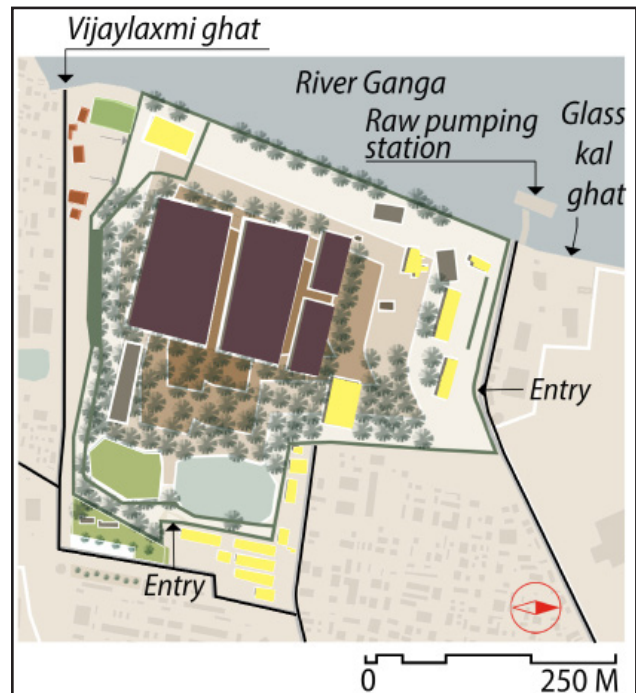 Vijaylaxmi ghat
River Ganga
Raw pumping
station
Glass
kal
ghat
Entry
Entry
0
250 M